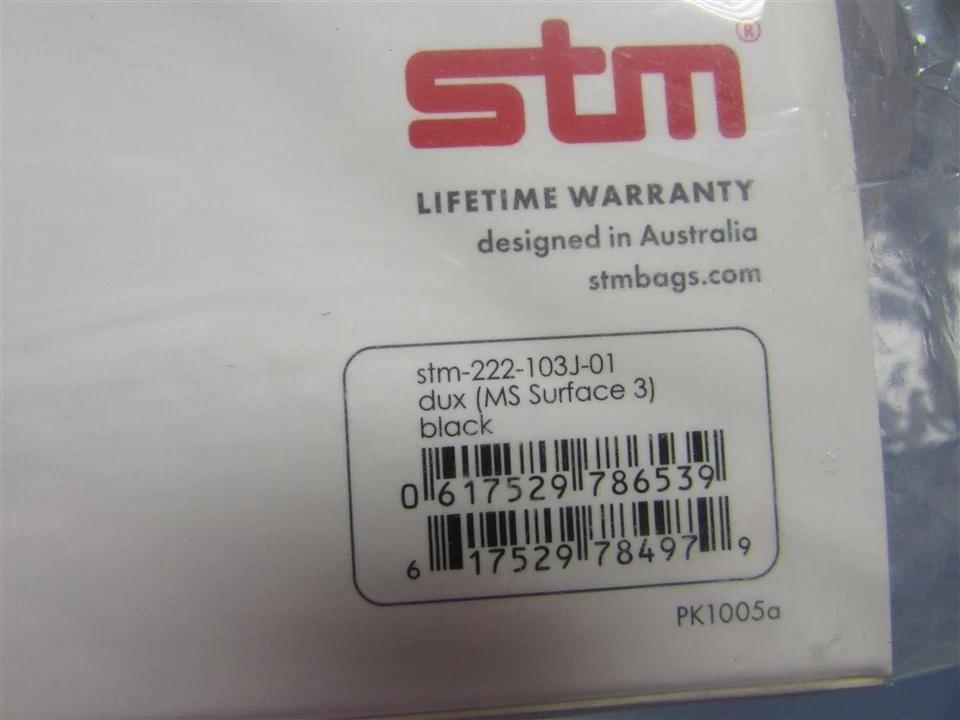 stm®
LIFETIME WARRANTY
designed in Australia
stmbags.com
stm-222-103J-01
dux (MS Surface 3)
black
0 617529 786539
6 17529 78497 9
PK1005a